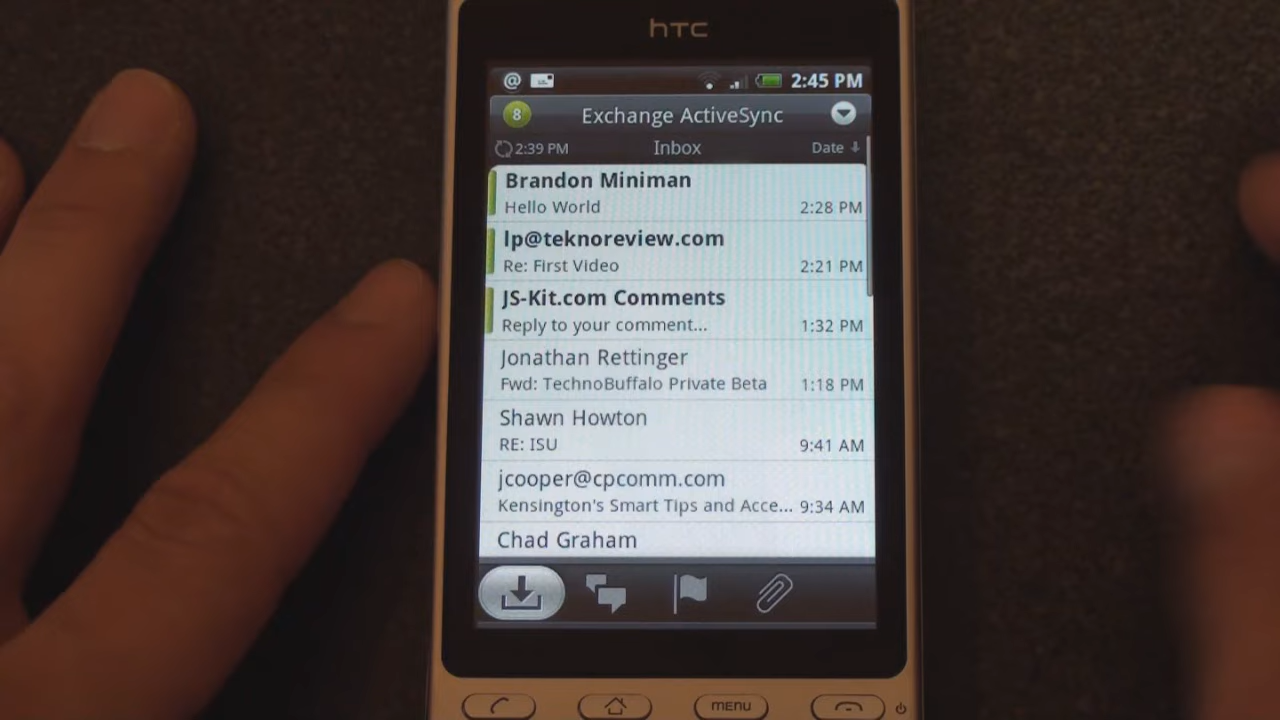 hTC
@ 2:45 PM
8 Exchange ActiveSync
2:39 PM Inbox Date
Brandon Miniman
Hello World 2:28 PM
lp@teknoreview.com
Re: First Video 2:21 PM
JS-Kit.com Comments
Reply to your comment... 1:32 PM
Jonathan Rettinger
Fwd: TechnoBuffalo Private Beta 1:18 PM
Shawn Howton
RE: ISU 9:41 AM
jcooper@cpcomm.com
Kensington's Smart Tips and Acce... 9:34 AM
Chad Graham
MENU